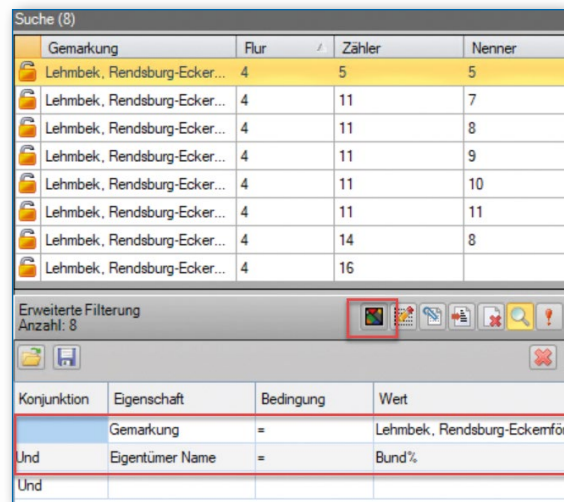 Suche (8)
Gemarkung Flur Zähler Nenner
Lehmbek, Rendsburg-Ecker... 4 5 5
Lehmbek, Rendsburg-Ecker... 4 11 7
Lehmbek, Rendsburg-Ecker... 4 11 8
Lehmbek, Rendsburg-Ecker... 4 11 9
Lehmbek, Rendsburg-Ecker... 4 11 10
Lehmbek, Rendsburg-Ecker... 4 11 11
Lehmbek, Rendsburg-Ecker... 4 14 8
Lehmbek, Rendsburg-Ecker... 4 16
Erweiterte Filterung
Anzahl: 8
Konjunktion Eigenschaft Bedingung Wert
Gemarkung = Lehmbek, Rendsburg-Eckernför
Und Eigentümer Name = Bund%
Und